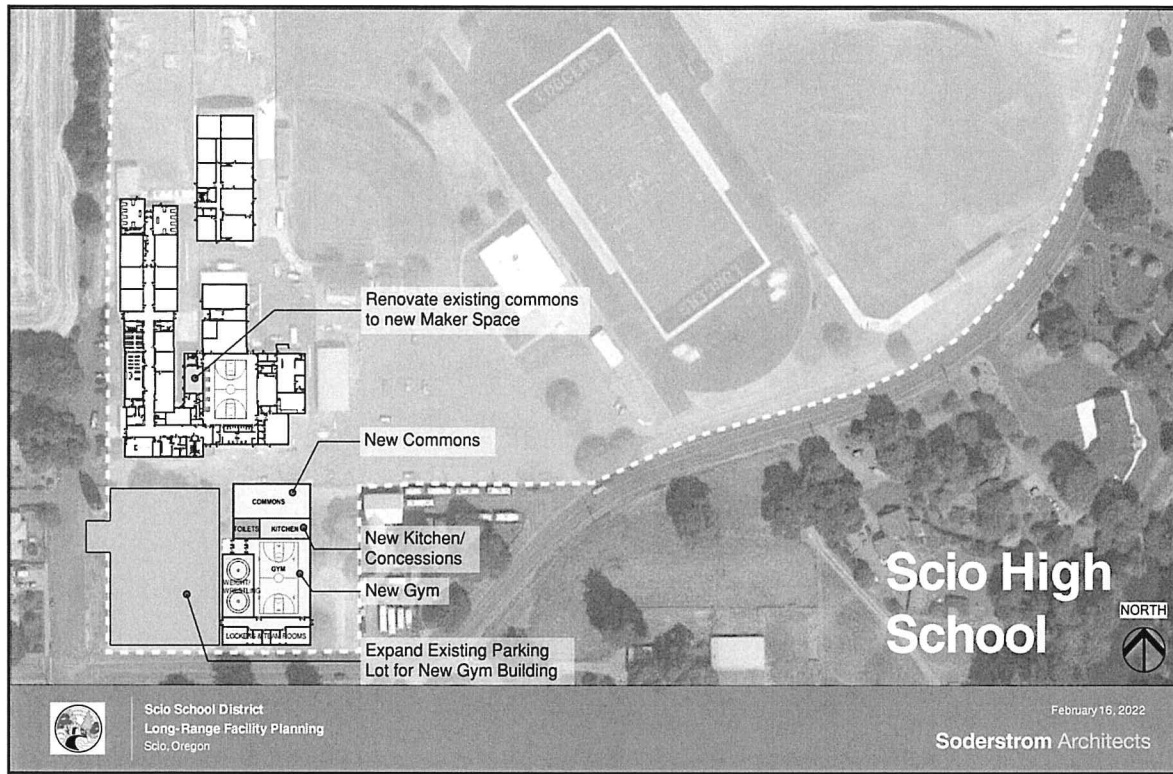 LOGGERS
Renovate existing commons
to new Maker Space
New Commons
COMMONS
TOILETS
KITCHEN
New Kitchen/
Concessions
GYM
New Gym
WEIGHT/
WRESTLING
LOCKERS & TEAM ROOMS
Expand Existing Parking
Lot for New Gym Building
Scio High
School
NORTH
Scio School District
Long-Range Facility Planning
Scio, Oregon
February 16, 2022
Soderstrom Architects